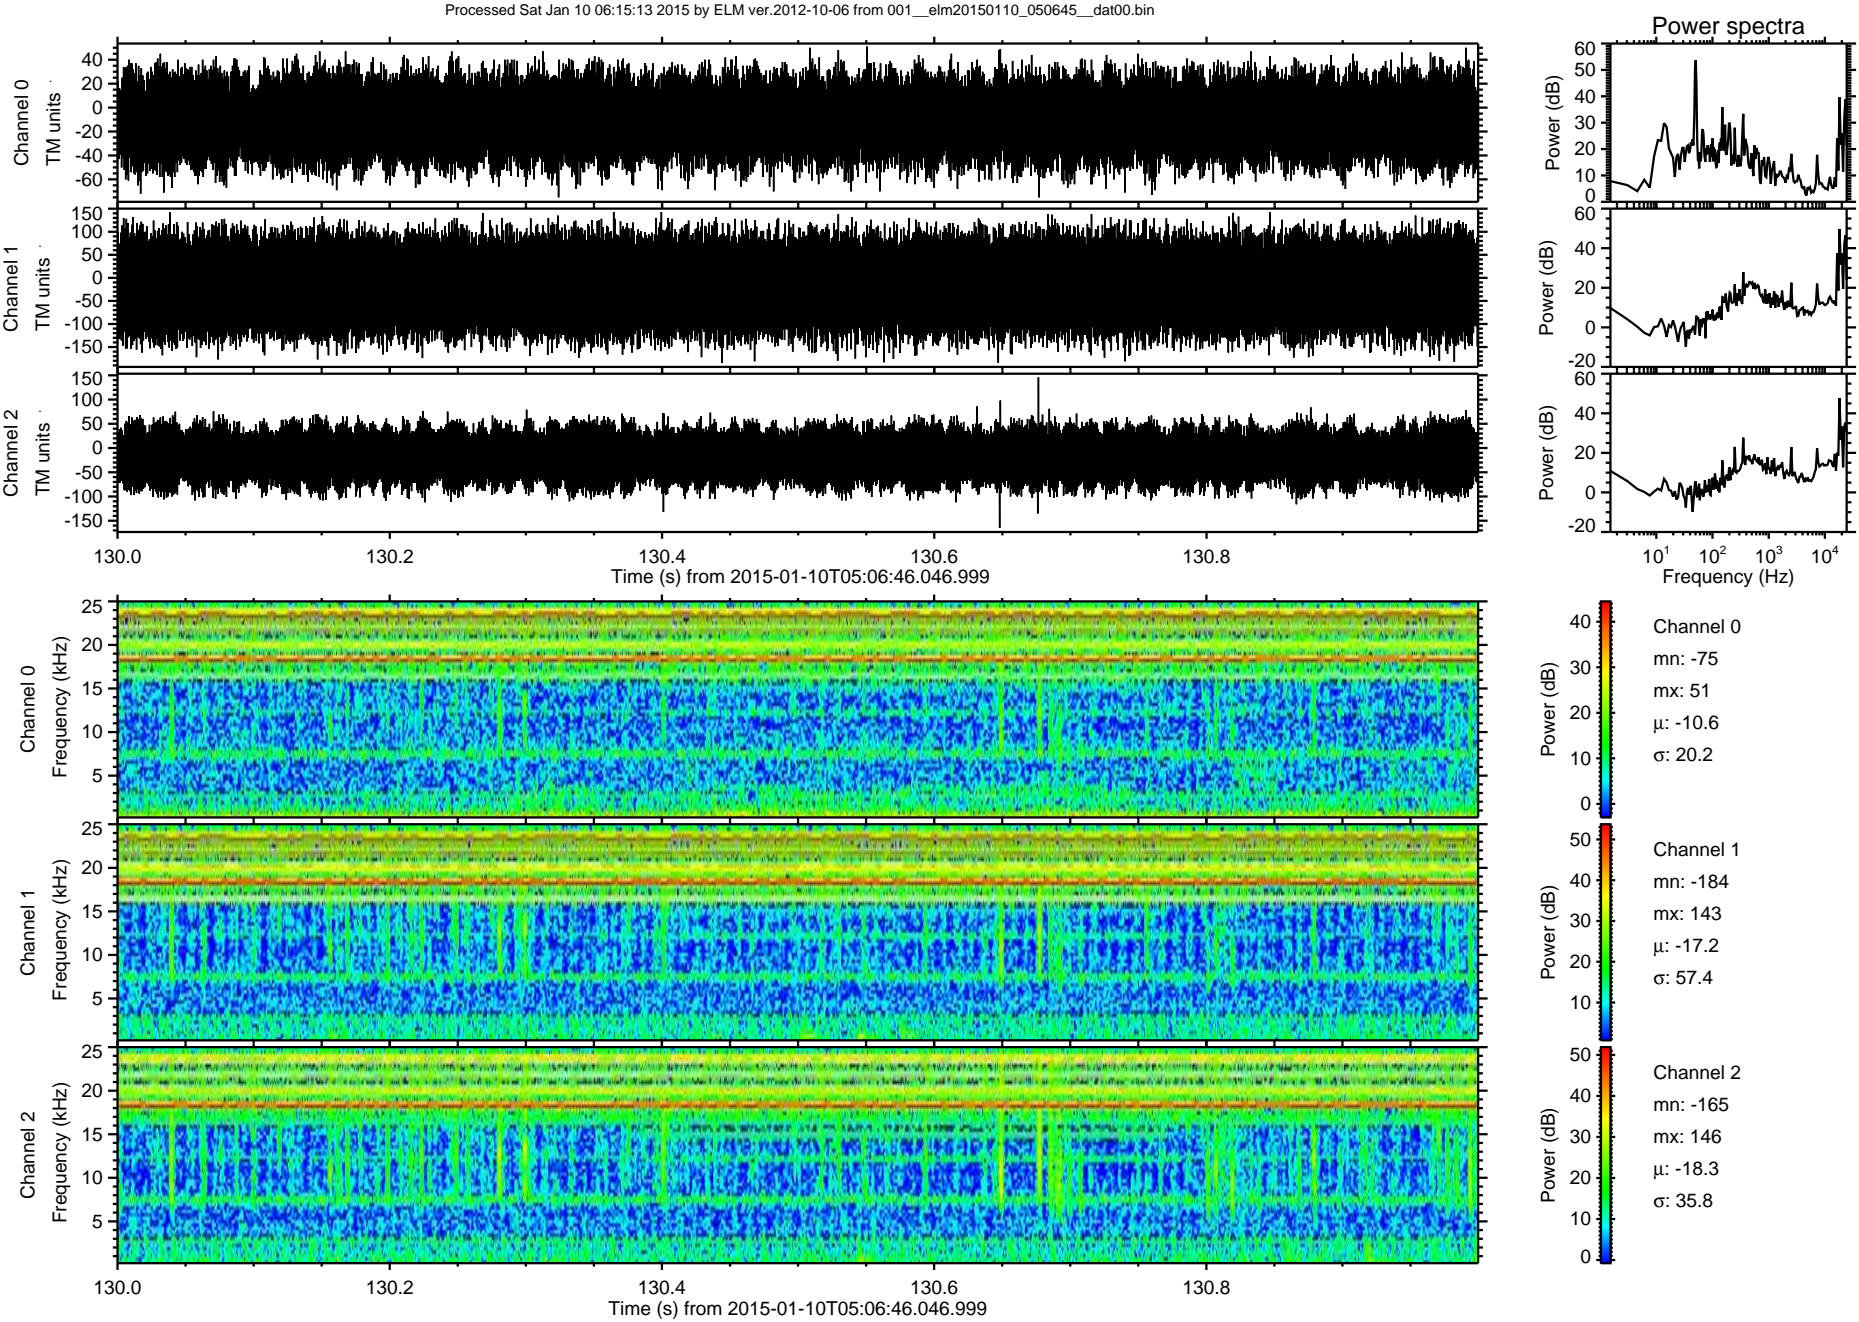 Processed Sat Jan 10 06:15:13 2015 by ELM ver.2012-10-06 from 001__elm20150110_050645__dat00.bin
Power spectra
Channel 0
TM units
40
20
0
-20
-40
-60
Power (dB)
60
50
40
30
20
10
0
Channel 1
TM units
150
100
50
0
-50
-100
-150
Power (dB)
60
40
20
0
-20
Channel 2
TM units
150
100
50
0
-50
-100
-150
Power (dB)
60
40
20
0
-20
130.0 130.2 130.4 130.6 130.8
Time (s) from 2015-01-10T05:06:46.046.999
10^1 10^2 10^3 10^4
Frequency (Hz)
Channel 0
Frequency (kHz)
25
20
15
10
5
Power (dB)
40
30
20
10
0
Channel 0
mn: -75
mx: 51
μ: -10.6
σ: 20.2
Channel 1
Frequency (kHz)
25
20
15
10
5
Power (dB)
50
40
30
20
10
Channel 1
mn: -184
mx: 143
μ: -17.2
σ: 57.4
Channel 2
Frequency (kHz)
25
20
15
10
5
Power (dB)
50
40
30
20
10
0
Channel 2
mn: -165
mx: 146
μ: -18.3
σ: 35.8
130.0 130.2 130.4 130.6 130.8
Time (s) from 2015-01-10T05:06:46.046.999